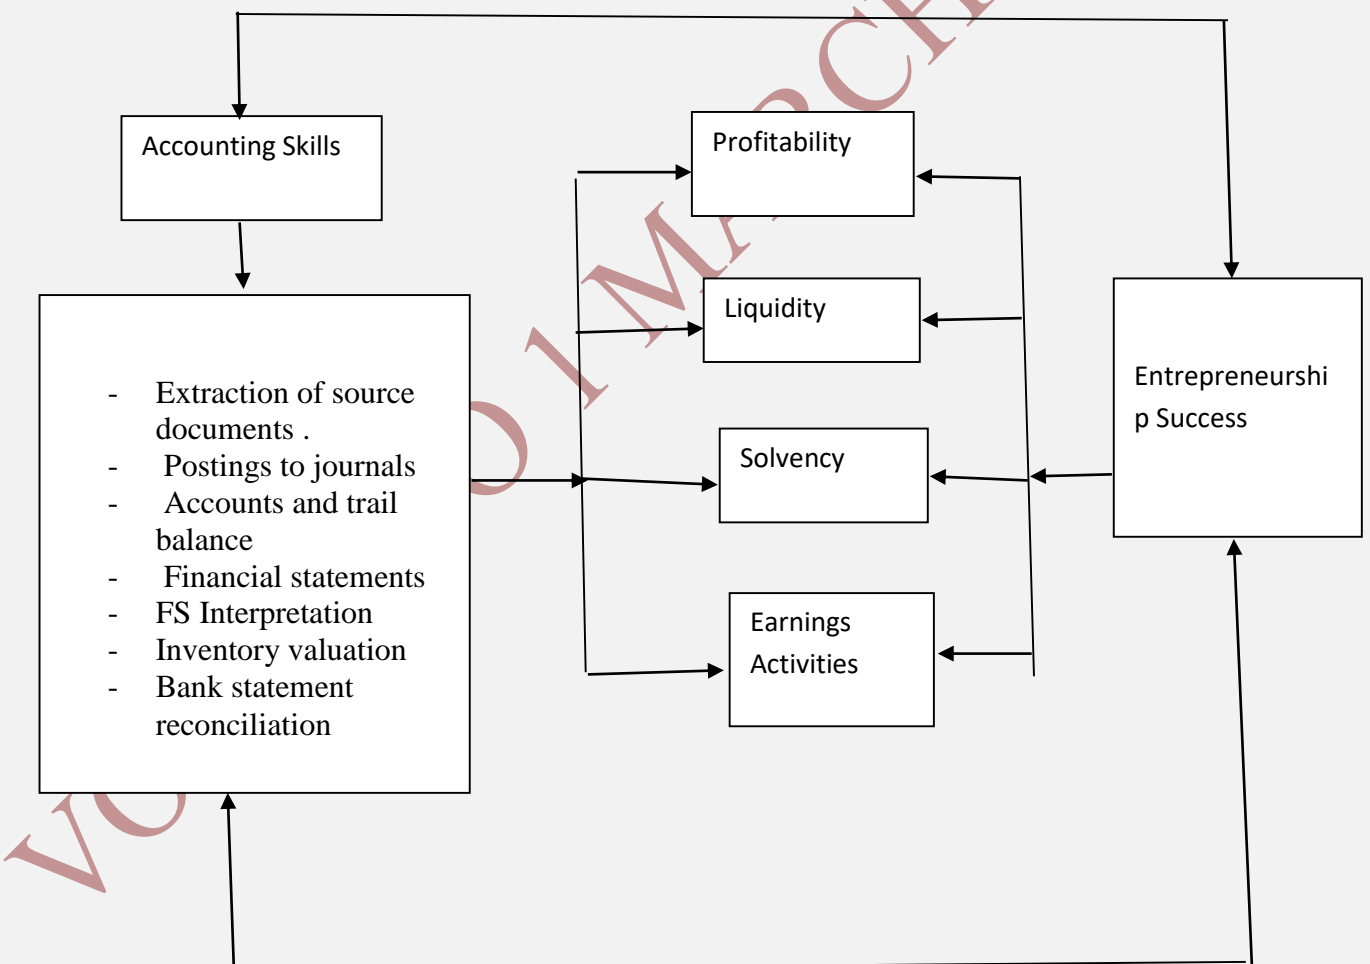 Accounting Skills
Profitability
Liquidity
Solvency
Earnings
Activities
Entrepreneurshi
p Success
- Extraction of source
documents .
- Postings to journals
- Accounts and trail
balance
- Financial statements
- FS Interpretation
- Inventory valuation
- Bank statement
reconciliation